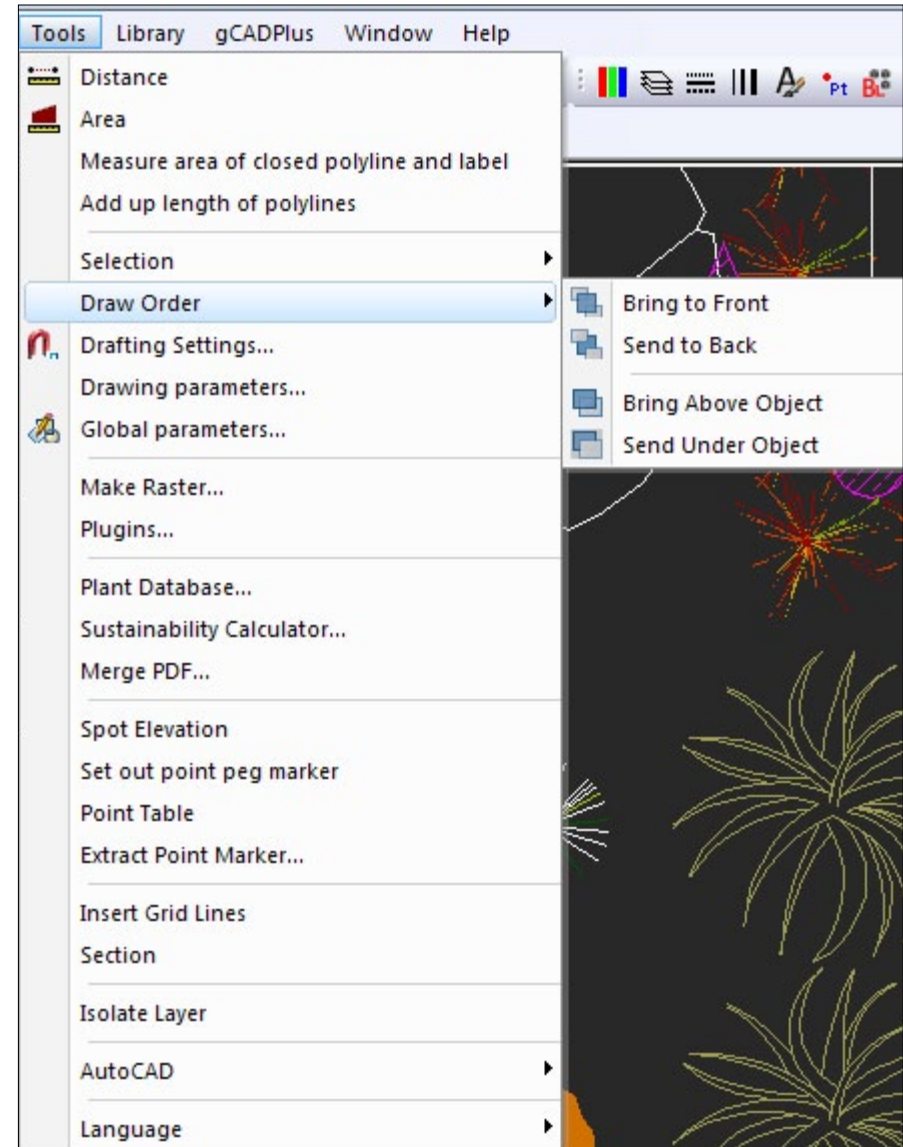 Tools Library gCADPlus Window Help
Distance
Pt BL
Area
Measure area of closed polyline and label
Add up length of polylines
Selection
Draw Order
Bring to Front
Drafting Settings...
Send to Back
Drawing parameters...
Bring Above Object
Global parameters...
Send Under Object
Make Raster...
Plugins...
Plant Database...
Sustainability Calculator...
Merge PDF...
Spot Elevation
Set out point peg marker
Point Table
Extract Point Marker...
Insert Grid Lines
Section
Isolate Layer
AutoCAD
Language